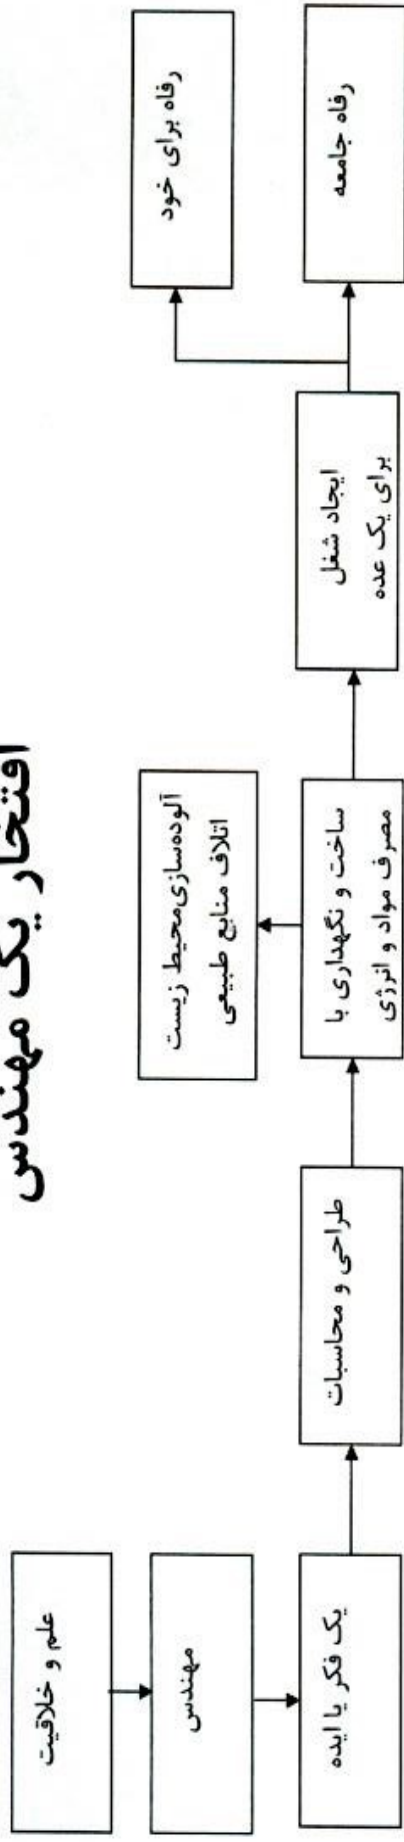 افتخار یک مهندس
علم و خلاقیت
مهندس
یک فکر یا ایده
طراحی و محاسبات
ساخت و نگهداری با
مصرف مواد و انرژی
آلوده‌سازی محیط زیست
اتلاف منابع طبیعی
ایجاد شغل
برای یک عده
رفاه برای خود
رفاه جامعه